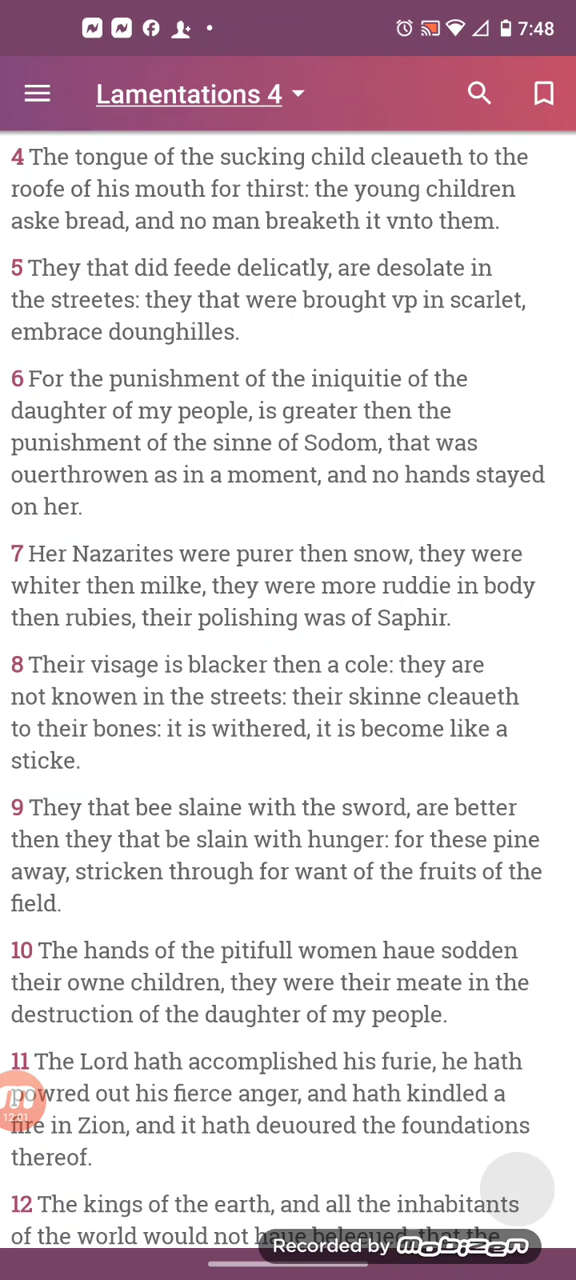 7:48
Lamentations 4
4 The tongue of the sucking child cleaueth to the
roofe of his mouth for thirst: the young children
aske bread, and no man breaketh it vnto them.
5 They that did feede delicatly, are desolate in
the streetes: they that were brought vp in scarlet,
embrace dounghilles.
6 For the punishment of the iniquitie of the
daughter of my people, is greater then the
punishment of the sinne of Sodom, that was
ouerthrowen as in a moment, and no hands stayed
on her.
7 Her Nazarites were purer then snow, they were
whiter then milke, they were more ruddie in body
then rubies, their polishing was of Saphir.
8 Their visage is blacker then a cole: they are
not knowen in the streets: their skinne cleaueth
to their bones: it is withered, it is become like a
sticke.
9 They that bee slaine with the sword, are better
then they that be slain with hunger: for these pine
away, stricken through for want of the fruits of the
field.
10 The hands of the pitifull women haue sodden
their owne children, they were their meate in the
destruction of the daughter of my people.
11 The Lord hath accomplished his furie, he hath
powred out his fierce anger, and hath kindled a
12:01
fire in Zion, and it hath deuoured the foundations
thereof.
12 The kings of the earth, and all the inhabitants
of the world would not haue beleeued, that the
Recorded by mobizen